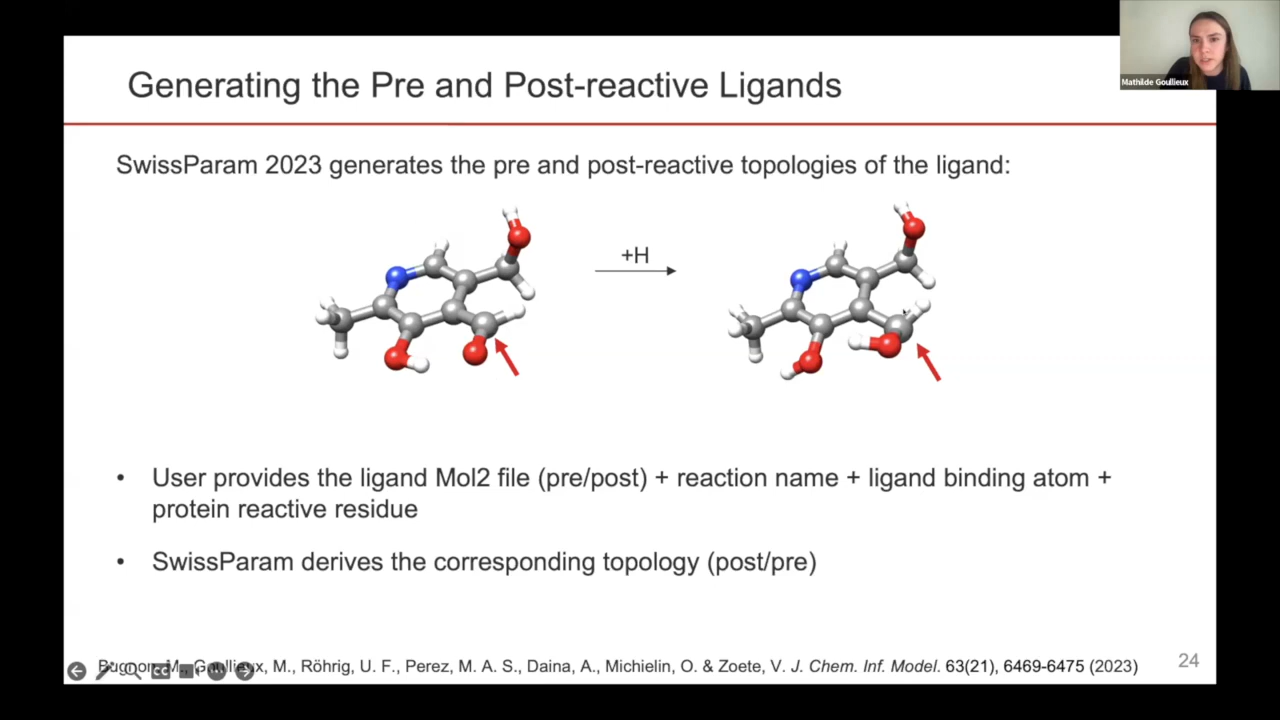 Generating the Pre and Post-reactive Ligands
Mathilde Goullieux
SwissParam 2023 generates the pre and post-reactive topologies of the ligand:
+H
• User provides the ligand Mol2 file (pre/post) + reaction name + ligand binding atom +
protein reactive residue
• SwissParam derives the corresponding topology (post/pre)
M., Goullieux, M., Röhrig, U. F., Perez, M. A. S., Daina, A., Michielin, O. & Zoete, V. J. Chem. Inf. Model. 63(21), 6469-6475 (2023)
CC
24